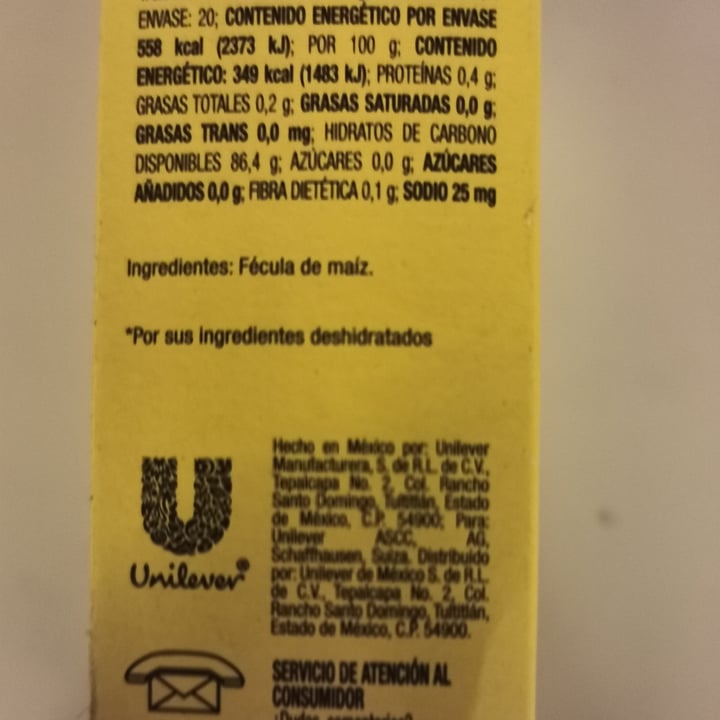 ENVASE: 20; CONTENIDO ENERGÉTICO POR ENVASE
558 kcal (2373 kJ); POR 100 g; CONTENIDO
ENERGÉTICO: 349 kcal (1483 kJ); PROTEÍNAS 0,4 g;
GRASAS TOTALES 0,2 g; GRASAS SATURADAS 0,0 g;
GRASAS TRANS 0,0 mg; HIDRATOS DE CARBONO
DISPONIBLES 86,4 g; AZÚCARES 0,0 g; AZÚCARES
AÑADIDOS 0,0 g; FIBRA DIETÉTICA 0,1 g; SODIO 25 mg
Ingredientes: Fécula de maíz.
*Por sus ingredientes deshidratados
Unilever
Hecho en México por: Unilever
Manufacturera, S. de R.L. de C.V.,
Tepalcapa No. 2, Col. Rancho
Santo Domingo, Tultitlán, Estado
de México, C.P. 54900; Para:
Unilever ASCC, AG,
Schaffhausen, Suiza. Distribuido
por: Unilever de México S. de R.L.
de C.V., Tepalcapa No. 2, Col.
Rancho Santo Domingo, Tultitlán,
Estado de México, C.P. 54900.
SERVICIO DE ATENCIÓN AL
CONSUMIDOR